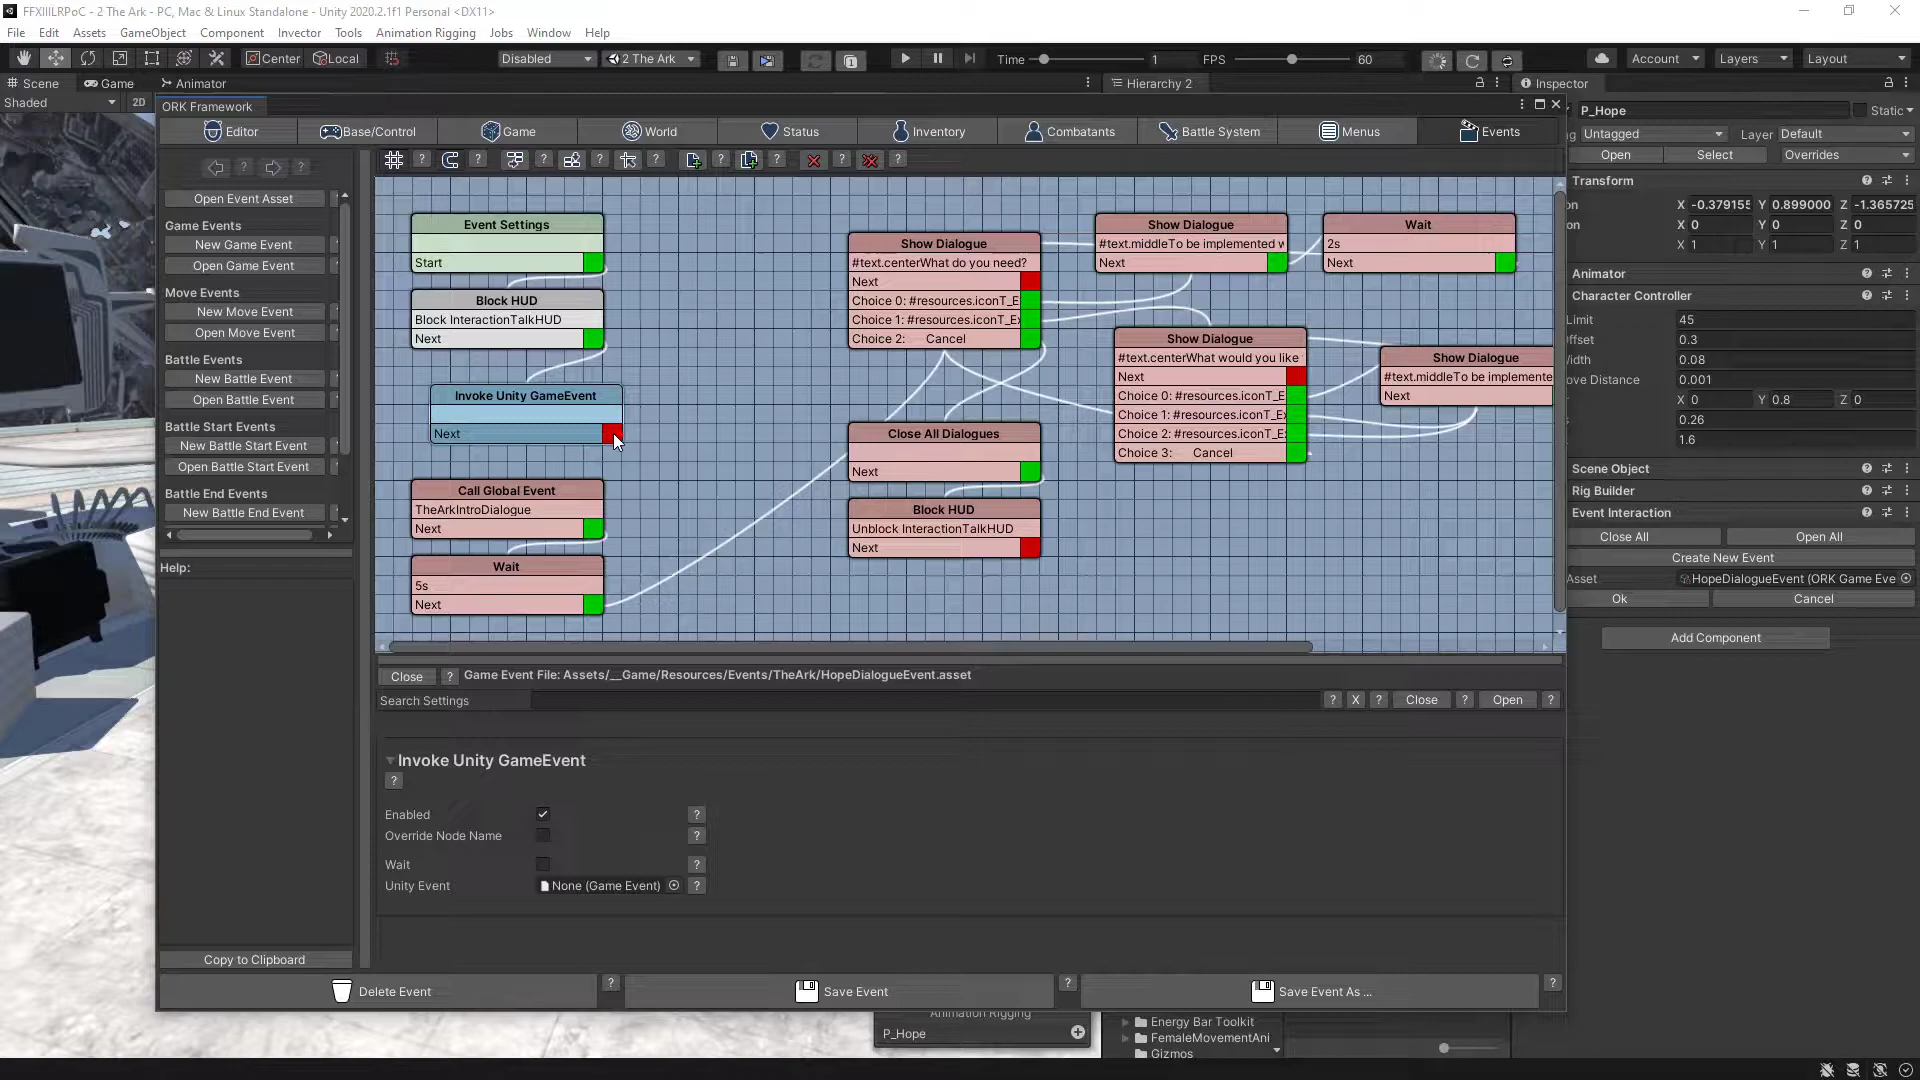 FFXIIILRPoC - 2 The Ark - PC, Mac & Linux Standalone - Unity 2020.2.1f1 Personal <DX11>
File Edit Assets GameObject Component Invector Tools Animation Rigging Jobs Window Help
Center Local Disabled 2 The Ark Time 1 FPS 60 Account Layers Layout
Scene Game Animator Hierarchy 2 Inspector
Shaded 2D
ORK Framework
P_Hope Static
Editor Base/Control Game World Status Inventory Combatants Battle System Menus Events
Untagged Layer Default
Open Select Overrides
Transform
X -0.379155 Y 0.899000 Z -1.365725
X 0 Y 0 Z 0
X 1 Y 1 Z 1
Animator
Character Controller
Limit 45
Offset 0.3
Width 0.08
ove Distance 0.001
X 0 Y 0.8 Z 0
0.26
1.6
Scene Object
Rig Builder
Event Interaction
Close All Open All
Create New Event
Asset HopeDialogueEvent (ORK Game Eve
Ok Cancel
Add Component
Open Event Asset
Game Events
New Game Event
Open Game Event
Move Events
New Move Event
Open Move Event
Battle Events
New Battle Event
Open Battle Event
Battle Start Events
New Battle Start Event
Open Battle Start Event
Battle End Events
New Battle End Event
Help:
Copy to Clipboard
Event Settings
Start
Block HUD
Block InteractionTalkHUD
Next
Invoke Unity GameEvent
Next
Call Global Event
TheArkIntroDialogue
Next
Wait
5s
Next
Show Dialogue
#text.centerWhat do you need?
Next
Choice 0: #resources.iconT_E
Choice 1: #resources.iconT_E
Choice 2: Cancel
Close All Dialogues
Next
Block HUD
Unblock InteractionTalkHUD
Next
Show Dialogue
#text.middleTo be implemented w
Next
Wait
2s
Next
Show Dialogue
#text.centerWhat would you like
Next
Choice 0: #resources.iconT_E
Choice 1: #resources.iconT_E
Choice 2: #resources.iconT_E
Choice 3: Cancel
Show Dialogue
#text.middleTo be implemente
Next
Close ? Game Event File: Assets/__Game/Resources/Events/TheArk/HopeDialogueEvent.asset
Search Settings ? X ? Close ? Open ?
Invoke Unity GameEvent
?
Enabled ?
Override Node Name ?
Wait ?
Unity Event None (Game Event) ?
Delete Event ? Save Event ? Save Event As ... ?
Animation Rigging
P_Hope
Energy Bar Toolkit
FemaleMovementAni
Gizmos